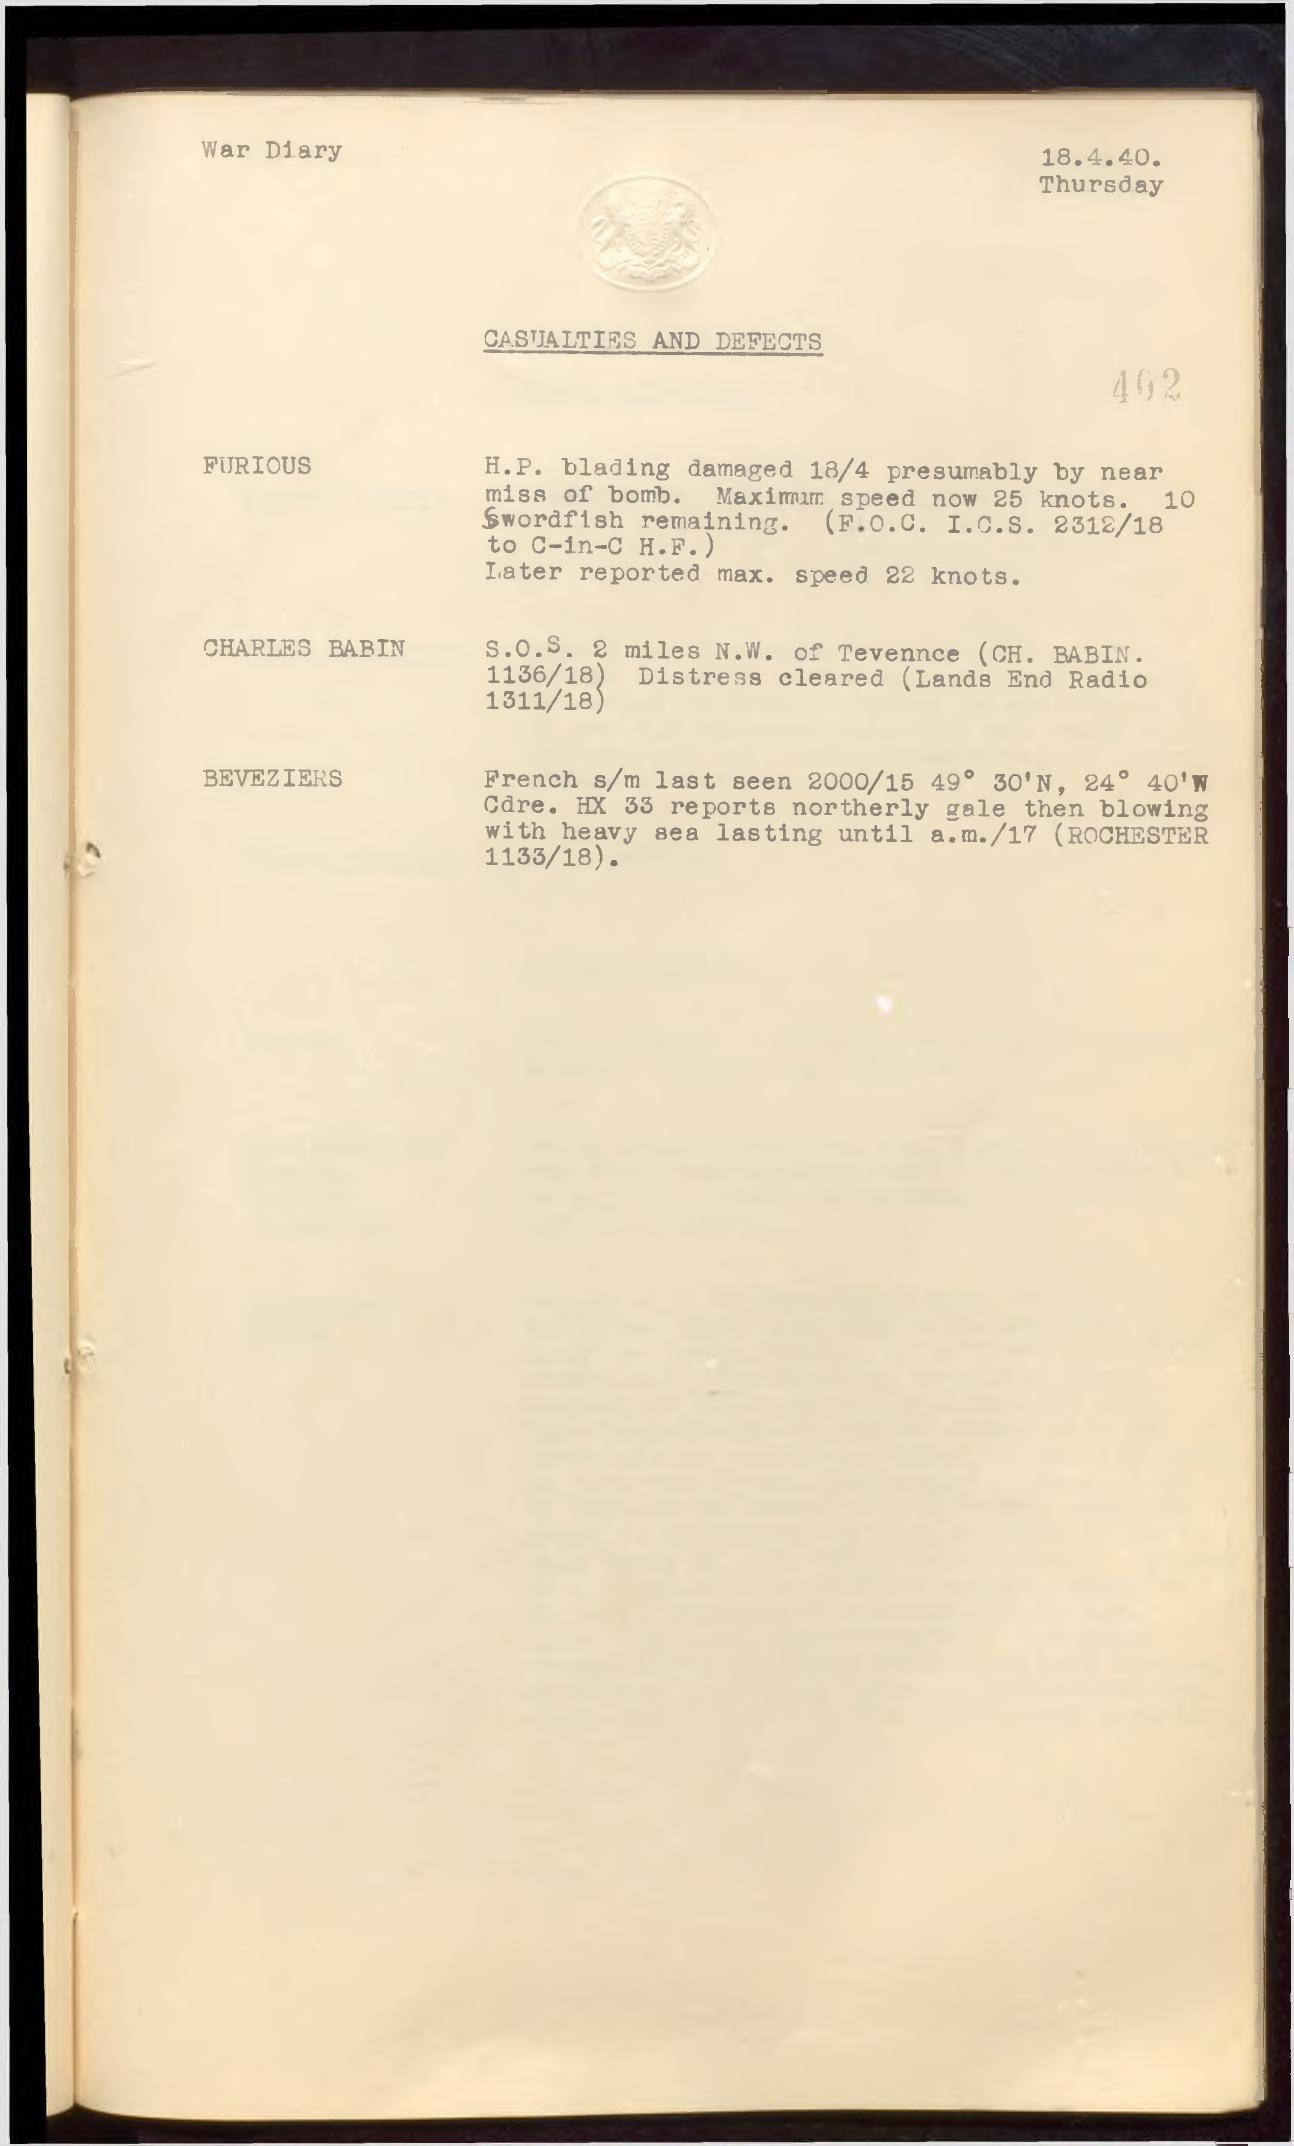 War Diary
18.4.40.
Thursday
CASUALTIES AND DEFECTS
402
FURIOUS
H.P. blading damaged 18/4 presumably by near
miss of bomb. Maximum speed now 25 knots. 10
Swordfish remaining. (F.O.C. I.C.S. 2312/18
to C-in-C H.F.)
Later reported max. speed 22 knots.
CHARLES BABIN
S.O.S. 2 miles N.W. of Tevennce (CH. BABIN.
1136/18) Distress cleared (Lands End Radio
1311/18)
BEVEZIERS
French s/m last seen 2000/15 49° 30'N, 24° 40'W
Cdre. HX 33 reports northerly gale then blowing
with heavy sea lasting until a.m./17 (ROCHESTER
1133/18).